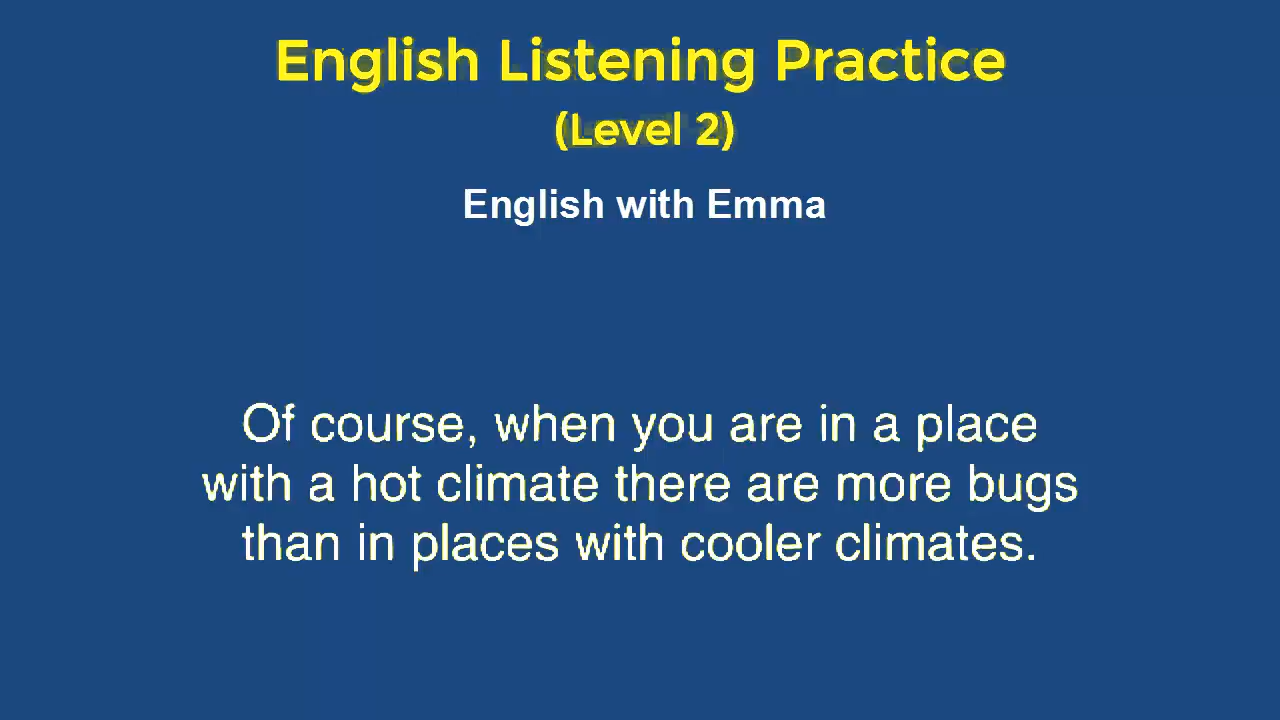 English Listening Practice
(Level 2)
English with Emma
Of course, when you are in a place
with a hot climate there are more bugs
than in places with cooler climates.